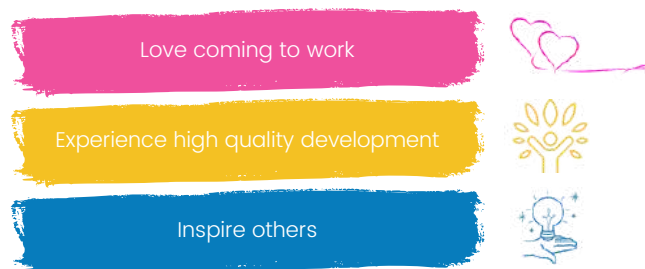 Love coming to work
Experience high quality development
Inspire others